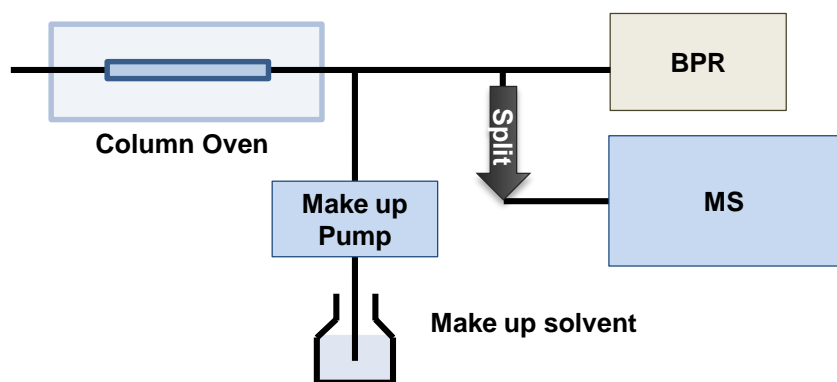 BPR
Split
Column Oven
MS
Make up
Pump
Make up solvent